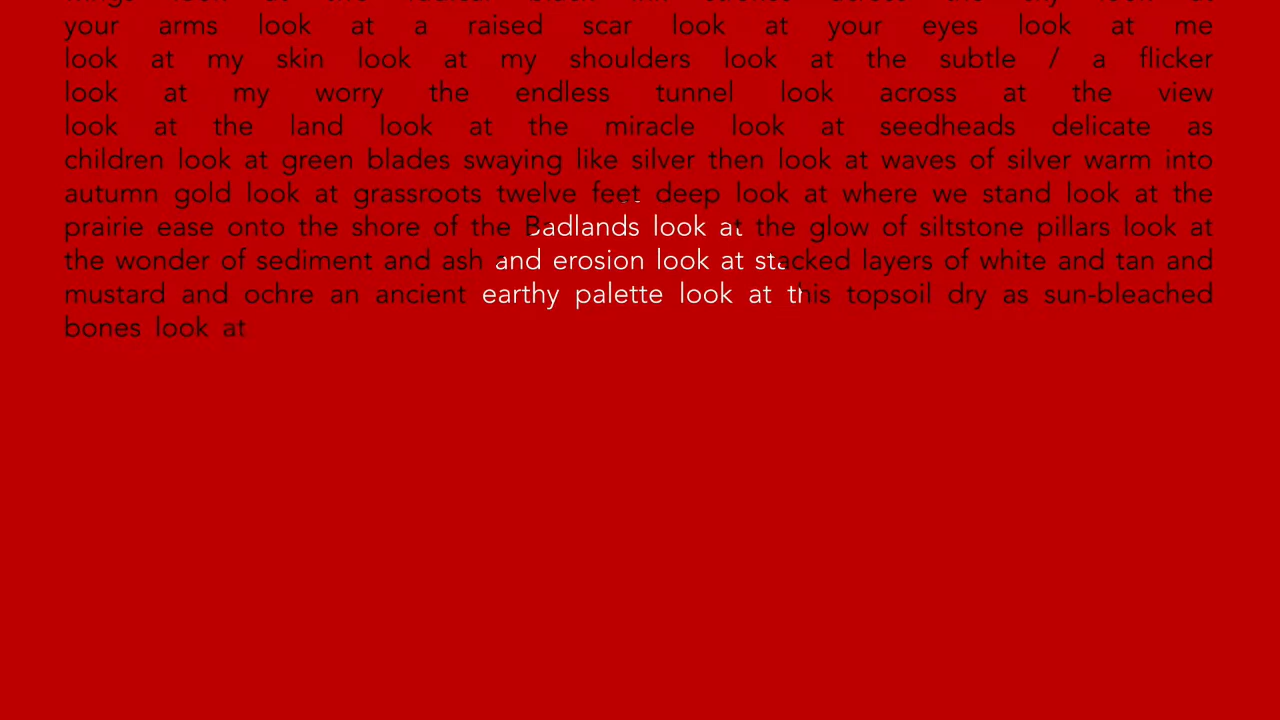 your arms look at a raised scar look at your eyes look at me
look at my skin look at my shoulders look at the subtle / a flicker
look at my worry the endless tunnel look across at the view
look at the land look at the miracle look at seedheads delicate as
children look at green blades swaying like silver then look at waves of silver warm into
autumn gold look at grassroots twelve feet deep look at where we stand look at the
prairie ease onto the shore of the Badlands look at the glow of siltstone pillars look at
the wonder of sediment and ash and erosion look at stacked layers of white and tan and
mustard and ochre an ancient earthy palette look at this topsoil dry as sun-bleached
bones look at